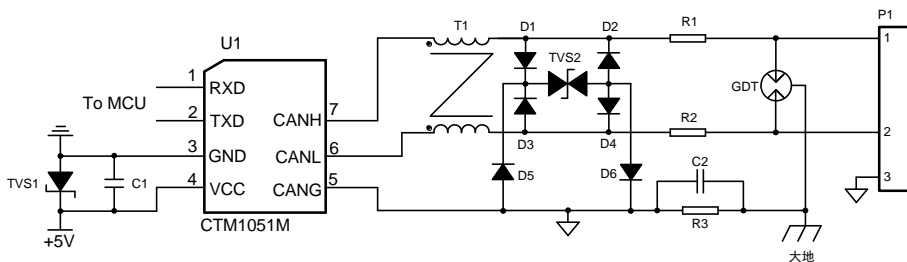 T1
D1
D2
R1
P1
U1
TVS2
1
1
RXD
GDT
To MCU
2
TXD
CANH
7
R2
2
3
GND
CANL
6
D3
D4
TVS1
C1
4
VCC
CANG
5
D5
D6
C2
3
CTM1051M
R3
+5V
大地